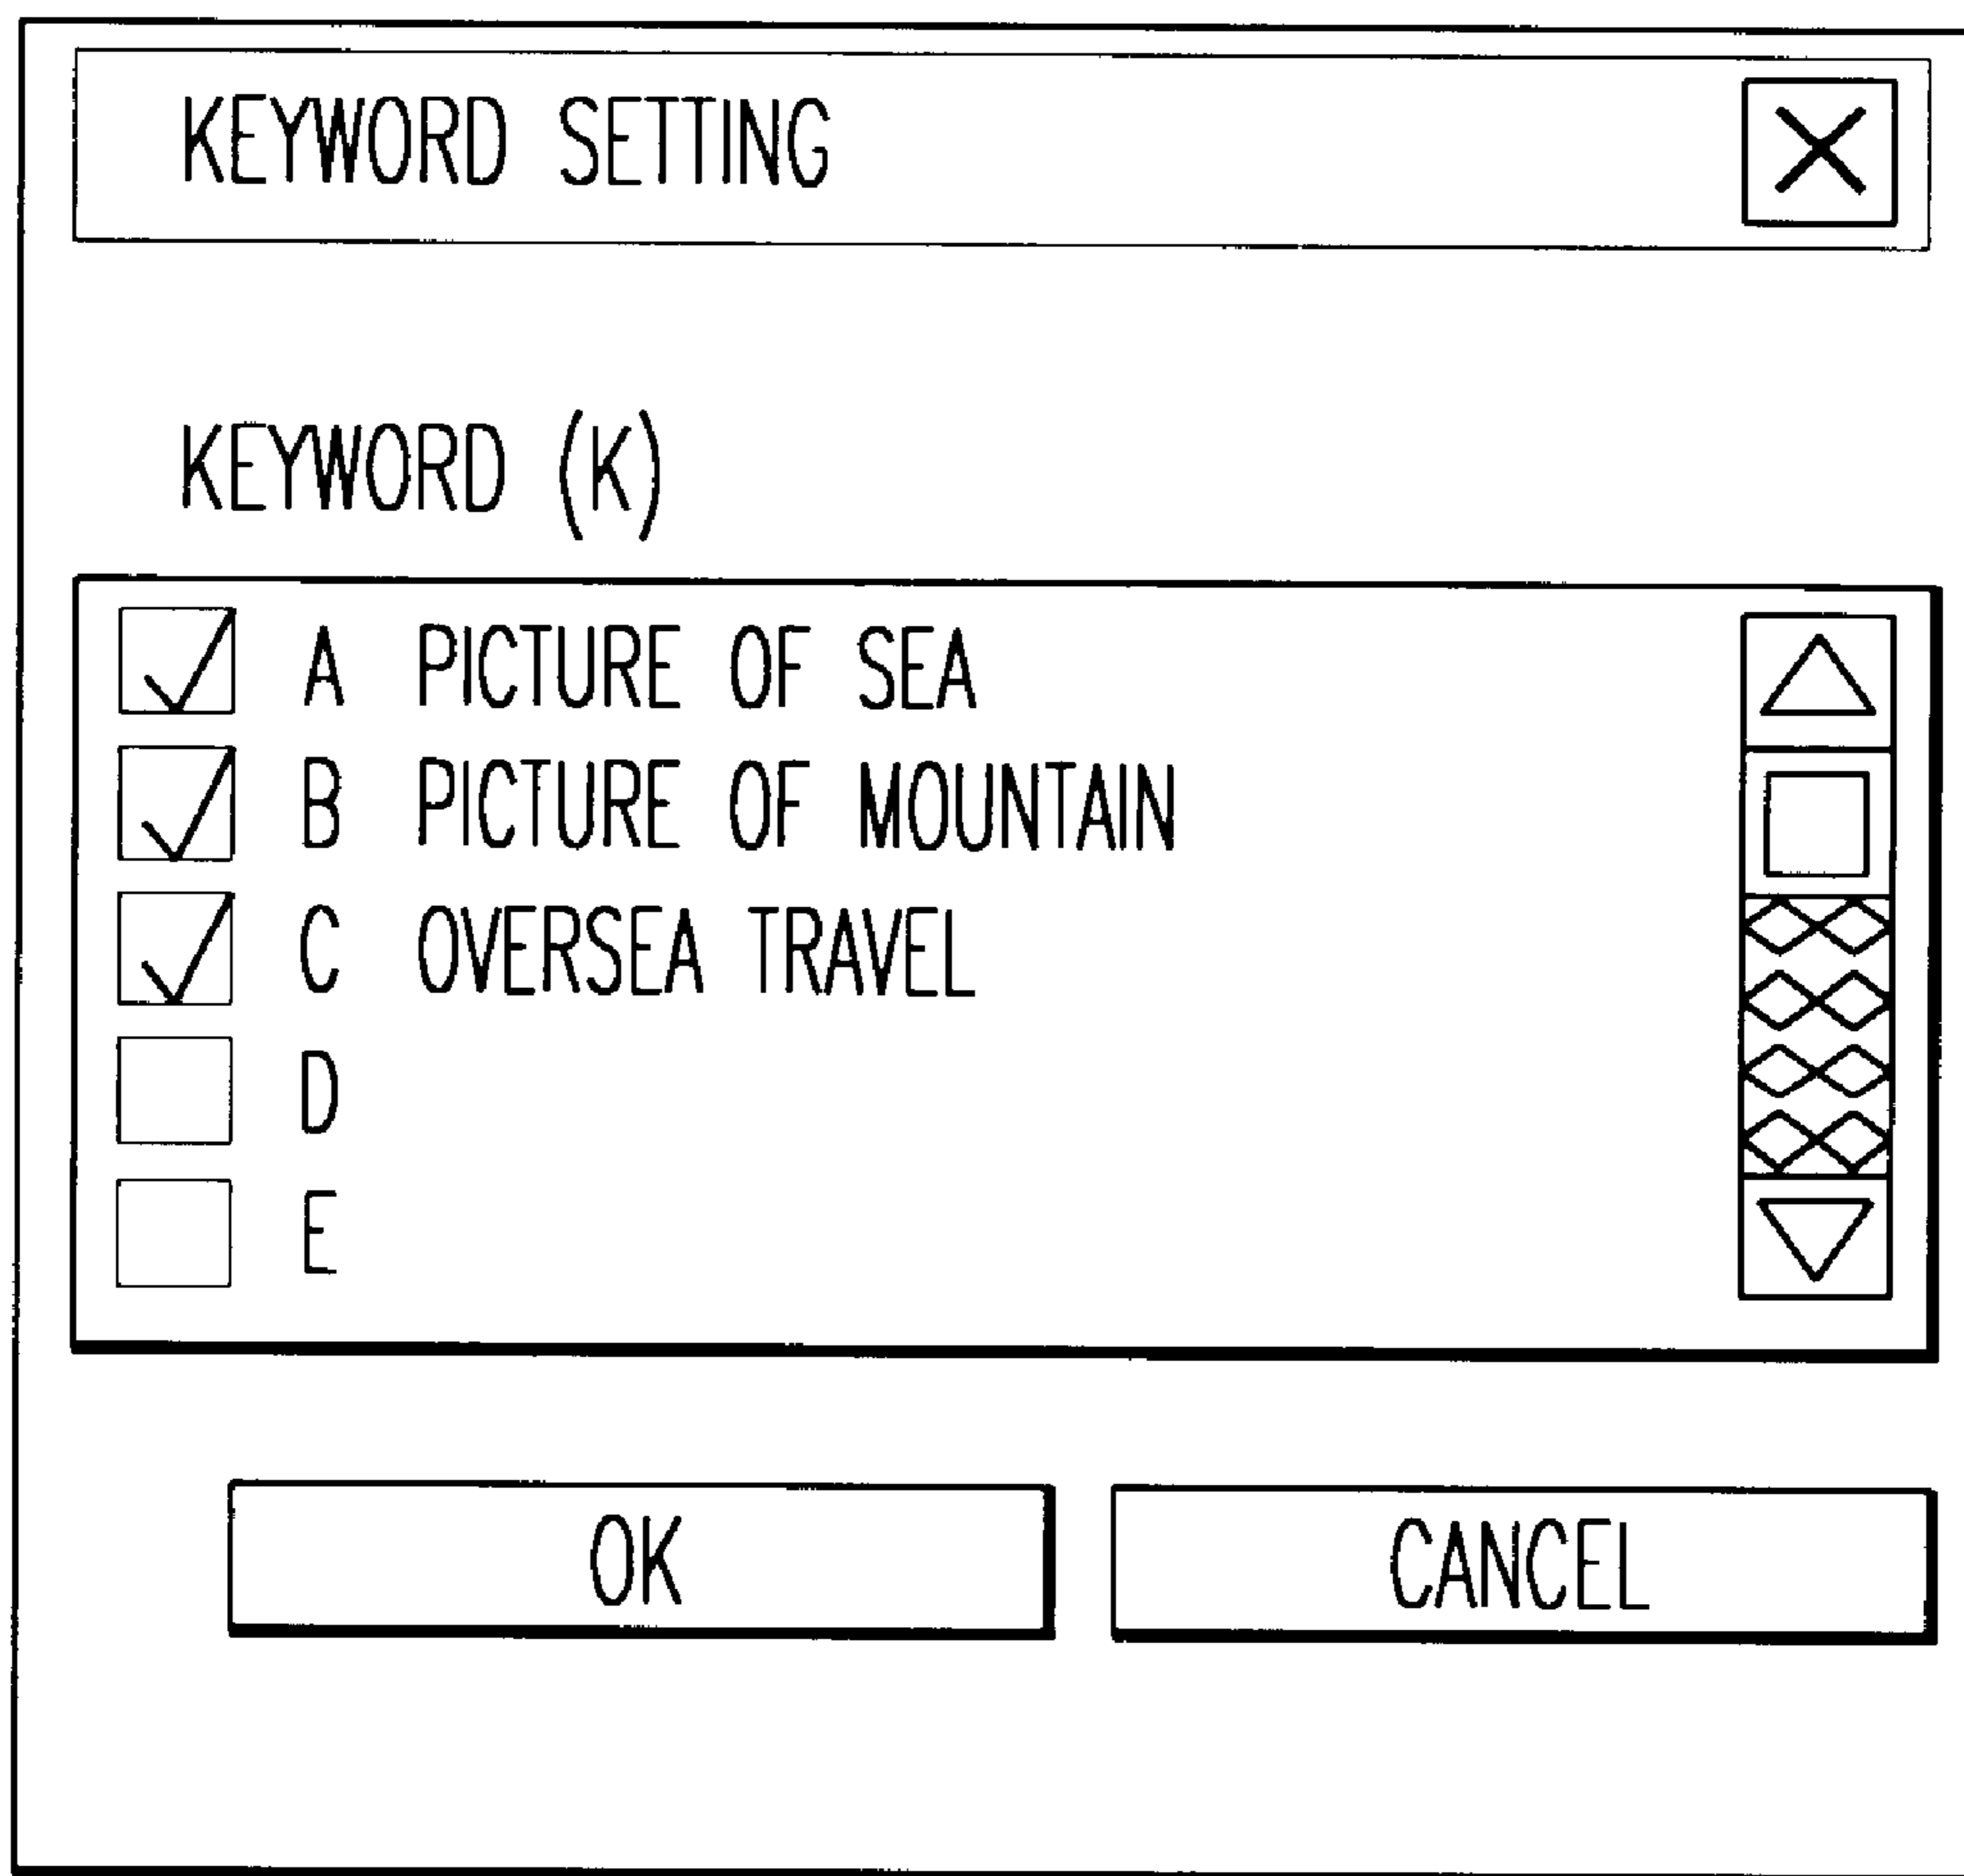 KEYWORD SETTING
KEYWORD (K)
A PICTURE OF SEA
B PICTURE OF MOUNTAIN
C OVERSEA TRAVEL
D
E
OK CANCEL